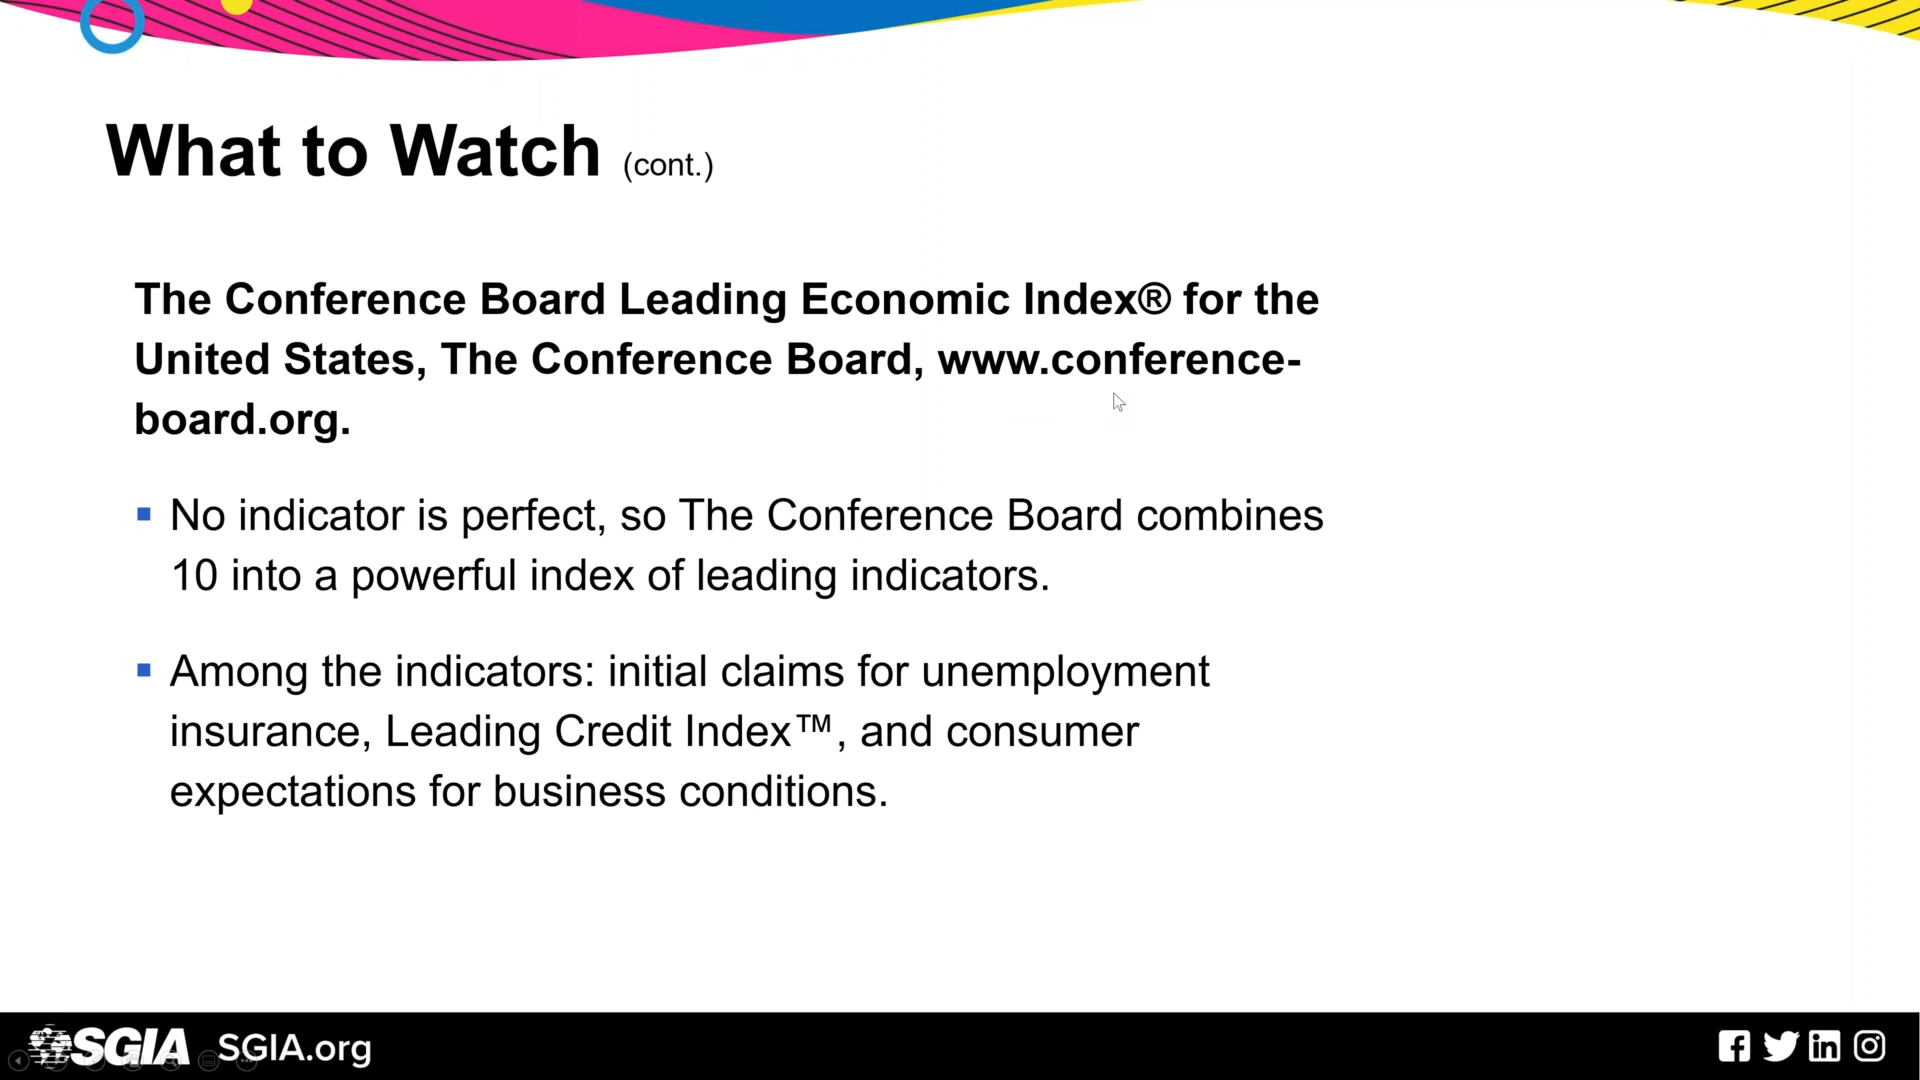 What to Watch (cont.)
The Conference Board Leading Economic Index® for the
United States, The Conference Board, www.conference-
board.org.
▪ No indicator is perfect, so The Conference Board combines
10 into a powerful index of leading indicators.
▪ Among the indicators: initial claims for unemployment
insurance, Leading Credit Index™, and consumer
expectations for business conditions.
SGIA SGIA.org